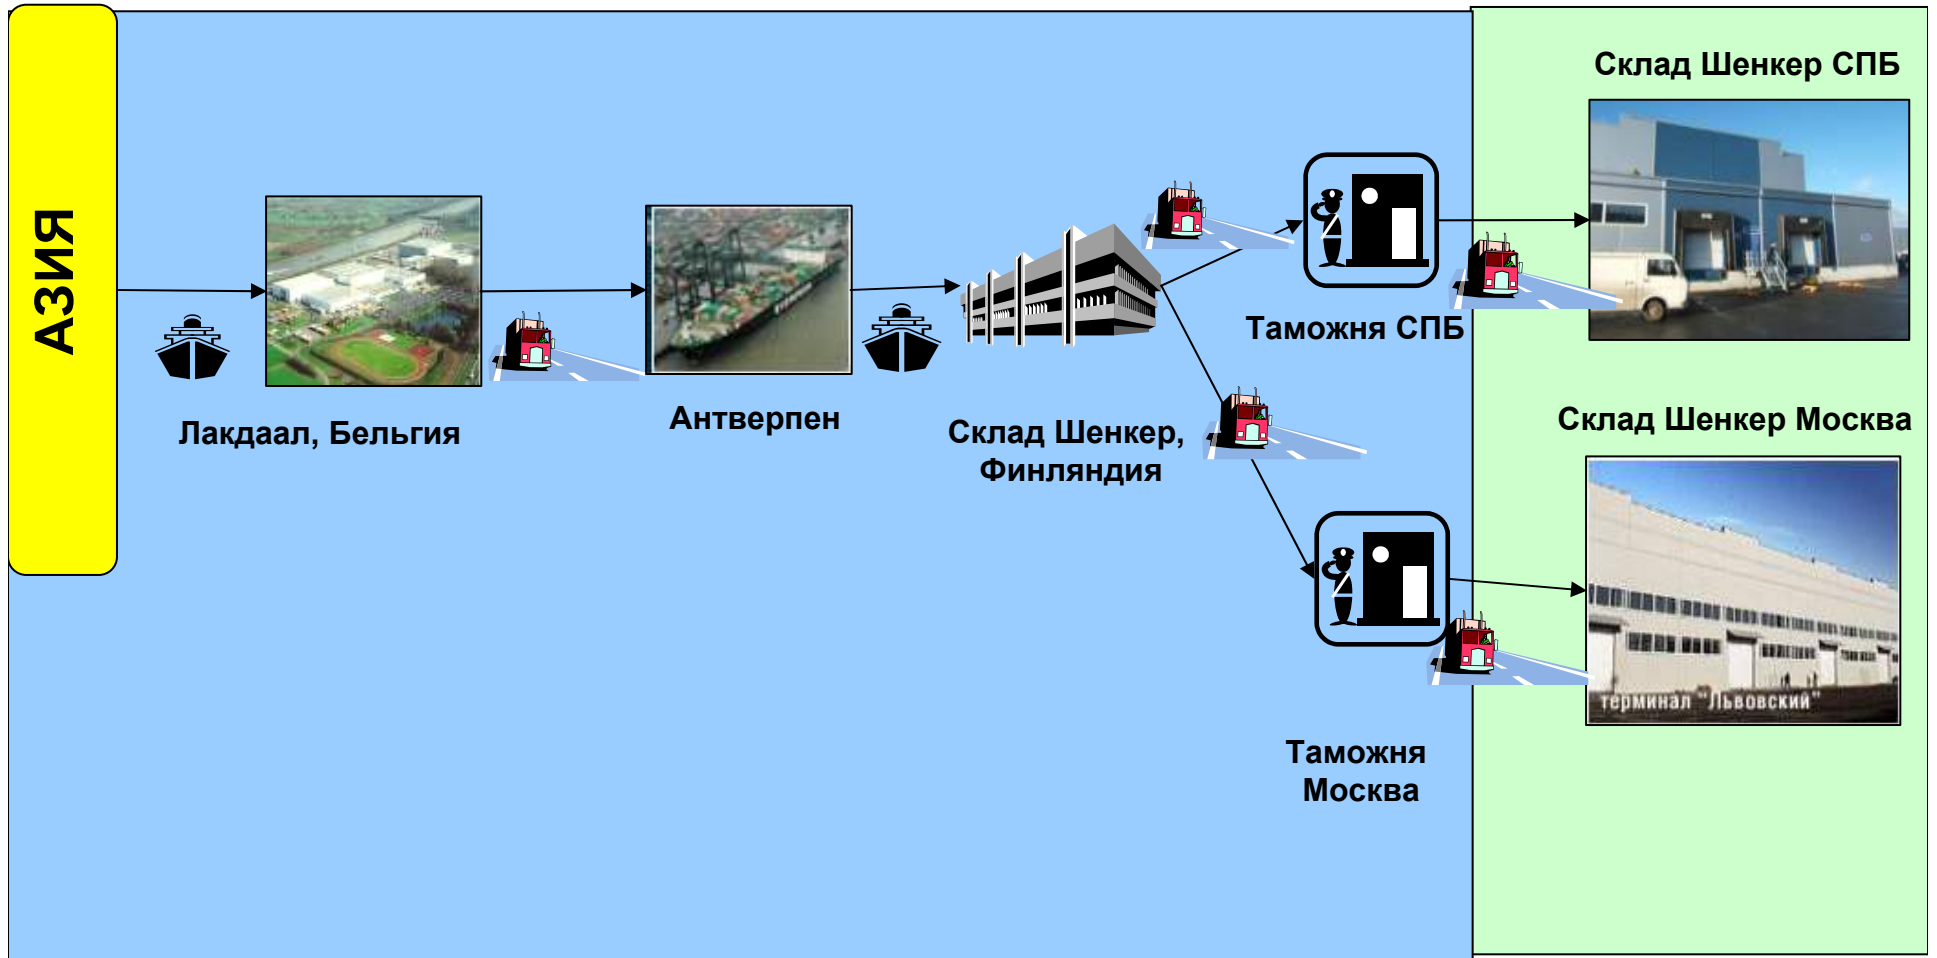 АЗИЯ
Лакдаал, Бельгия
Антверпен
Склад Шенкер,
Финляндия
Таможня СПБ
Склад Шенкер СПБ
Склад Шенкер Москва
терминал "Львовский"
Таможня
Москва